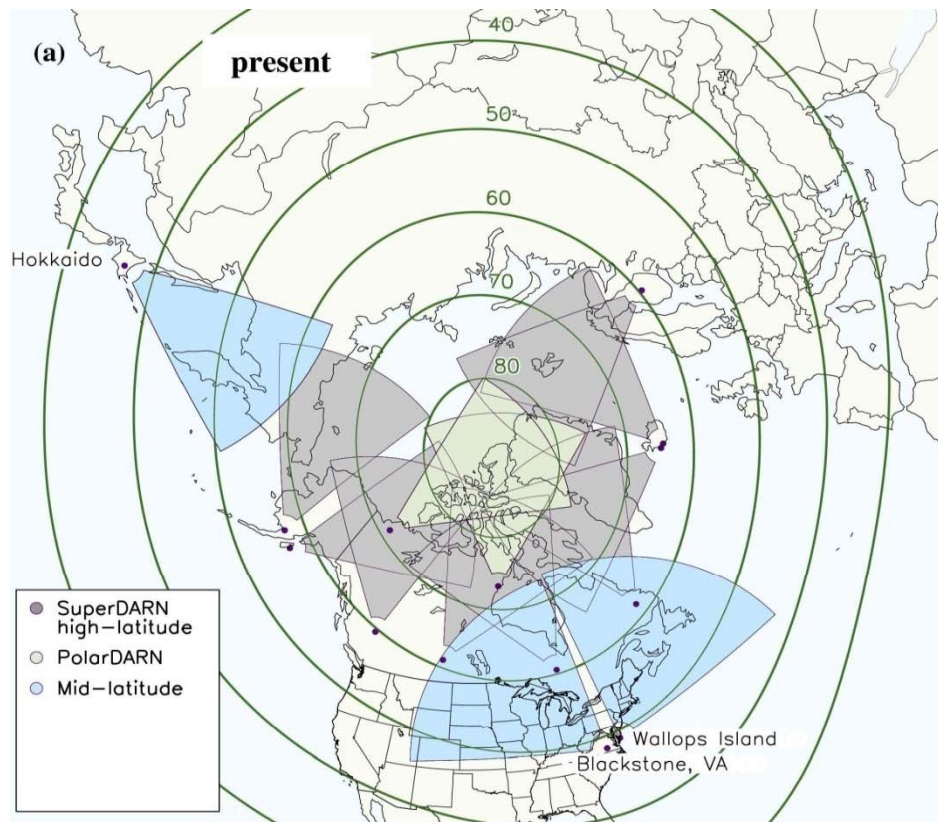 40
(a)
present
50
60
Hokkaido
70
80
SuperDARN
high-latitude
PolarDARN
Mid-latitude
Wallops Island
Blackstone, VA